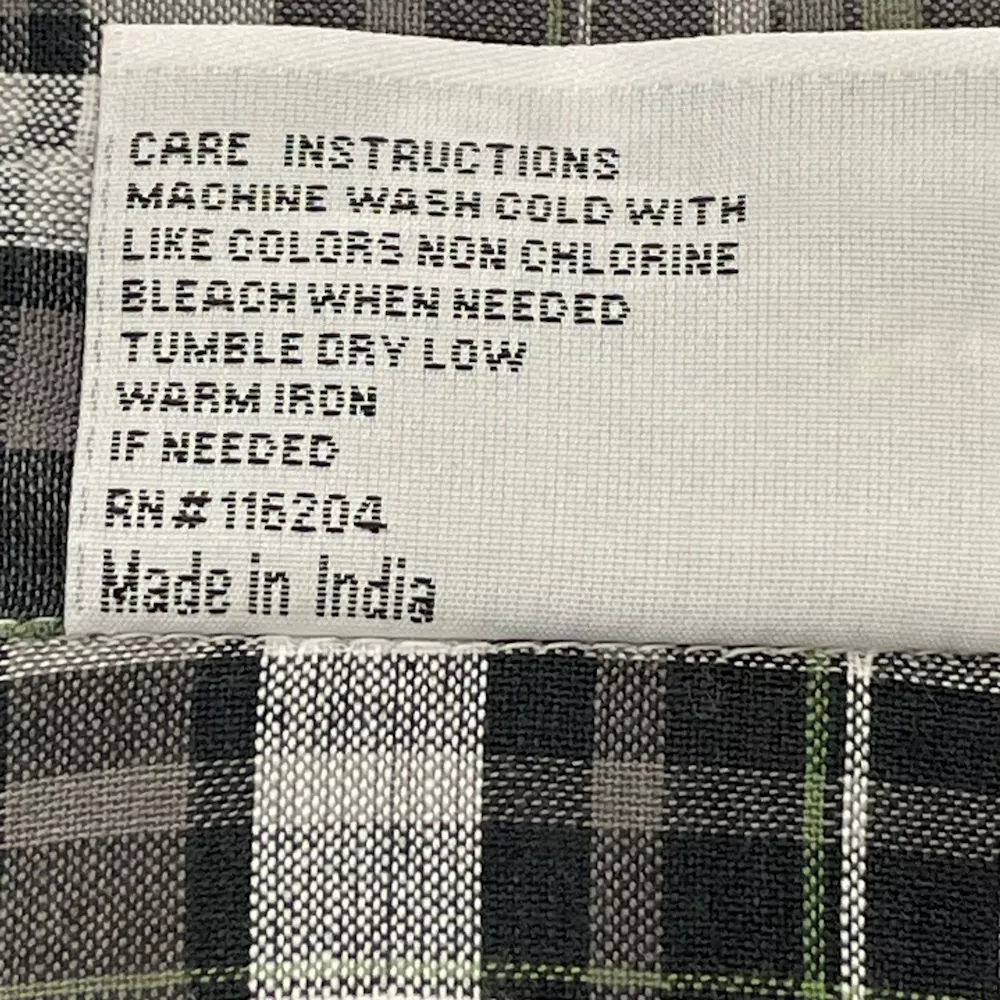 CARE INSTRUCTIONS
MACHINE WASH COLD WITH
LIKE COLORS NON CHLORINE
BLEACH WHEN NEEDED
TUMBLE DRY LOW
WARM IRON
IF NEEDED
RN#116204
Made in India